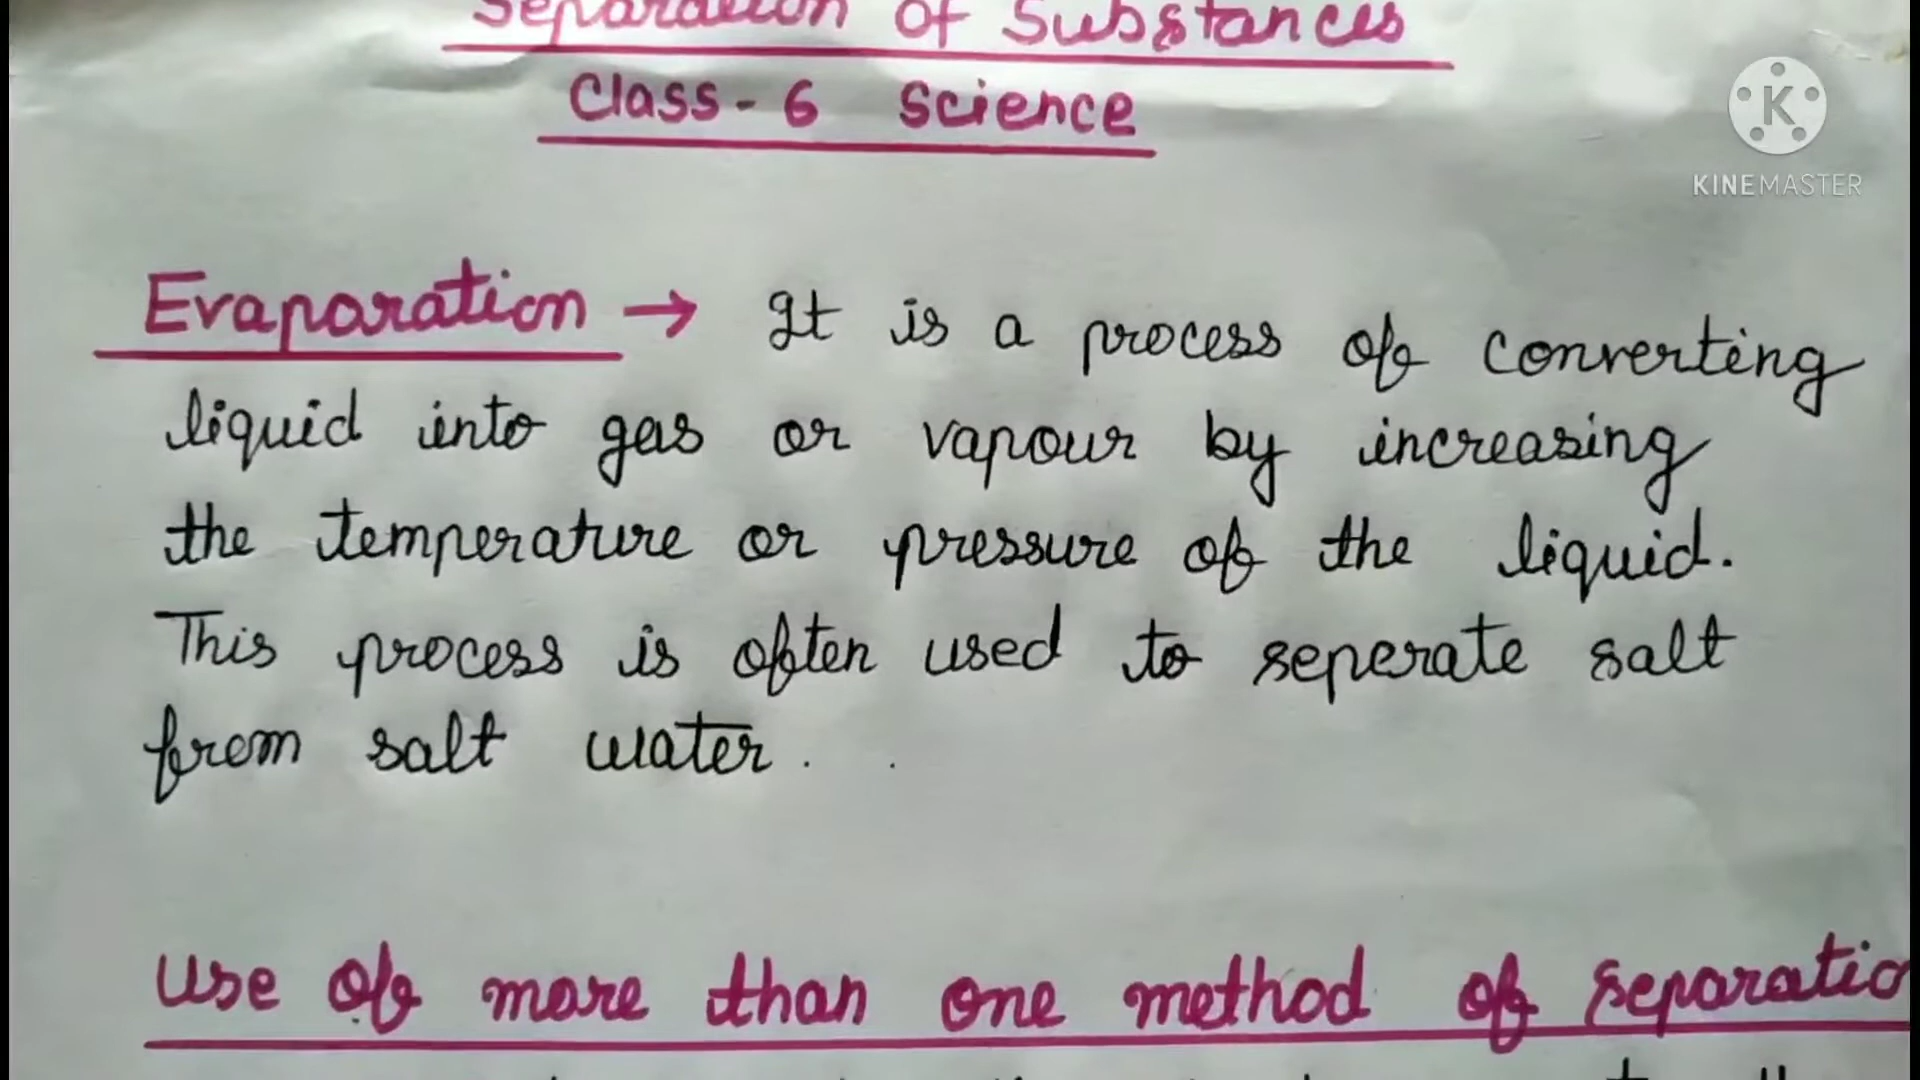 Separation of Substances
Class - 6 Science
KINEMASTER
Evaporation → It is a process of converting
liquid into gas or vapour by increasing
the temperature or pressure of the liquid.
This process is often used to seperate salt
from salt water.
Use of more than one method of separatio